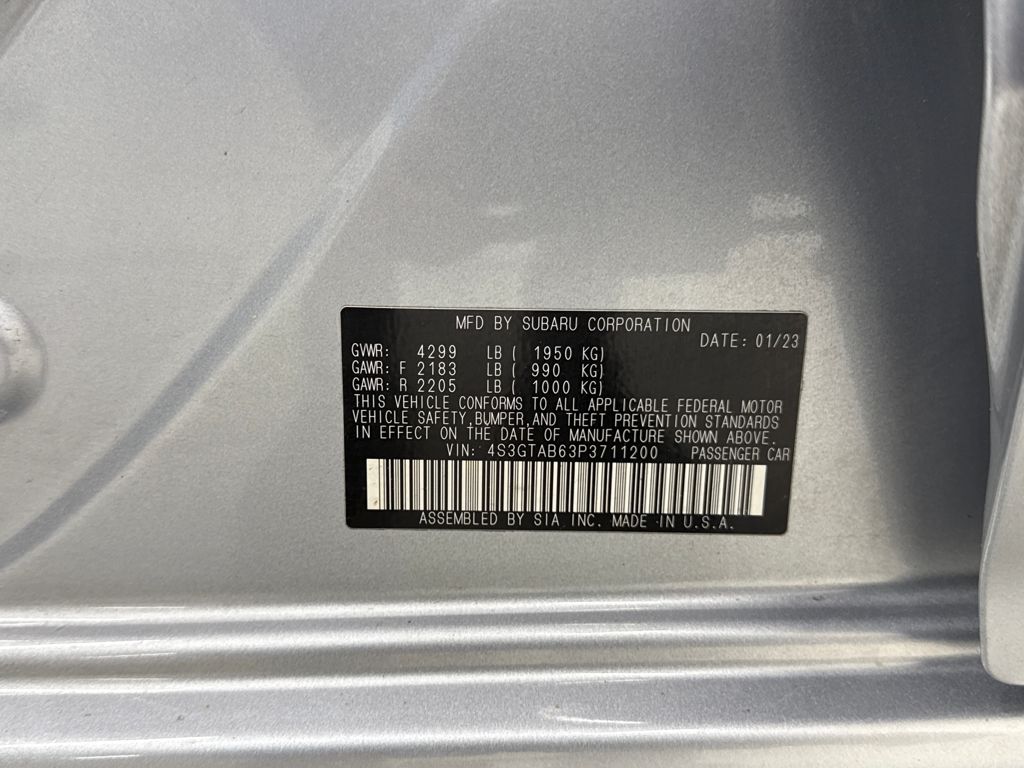 MFD BY SUBARU CORPORATION
DATE: 01/23
GVWR: 4299 LB ( 1950 KG)
GAWR: F 2183 LB ( 990 KG)
GAWR: R 2205 LB ( 1000 KG)
THIS VEHICLE CONFORMS TO ALL APPLICABLE FEDERAL MOTOR
VEHICLE SAFETY,BUMPER,AND THEFT PREVENTION STANDARDS
IN EFFECT ON THE DATE OF MANUFACTURE SHOWN ABOVE.
VIN: 4S3GTAB63P3711200 PASSENGER CAR
ASSEMBLED BY SIA INC. MADE IN U.S.A.